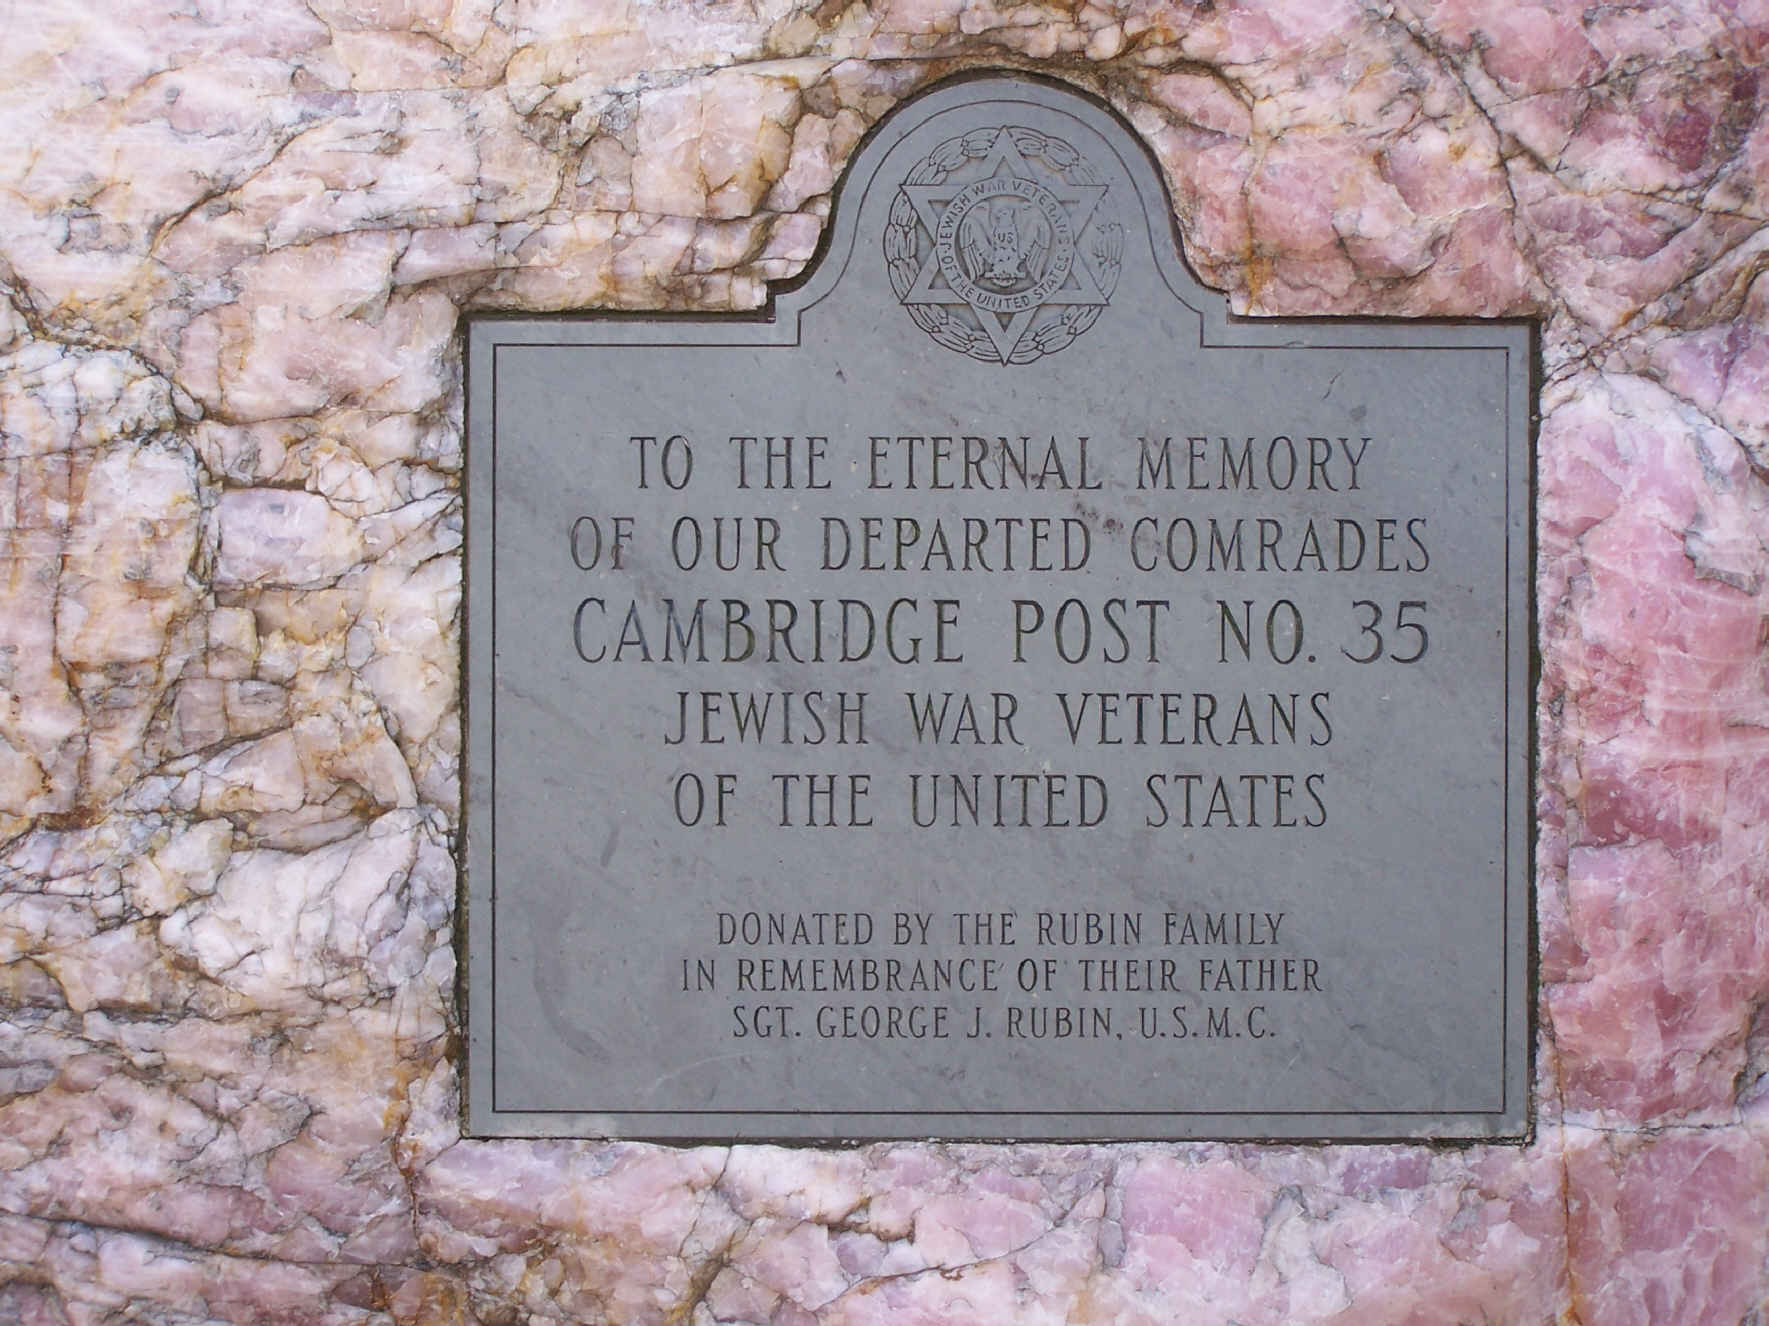 JEWISH WAR VETERANS
OF THE UNITED STATES
US
TO THE ETERNAL MEMORY
OF OUR DEPARTED COMRADES
CAMBRIDGE POST NO. 35
JEWISH WAR VETERANS
OF THE UNITED STATES
DONATED BY THE RUBIN FAMILY
IN REMEMBRANCE OF THEIR FATHER
SGT. GEORGE J. RUBIN, U.S.M.C.